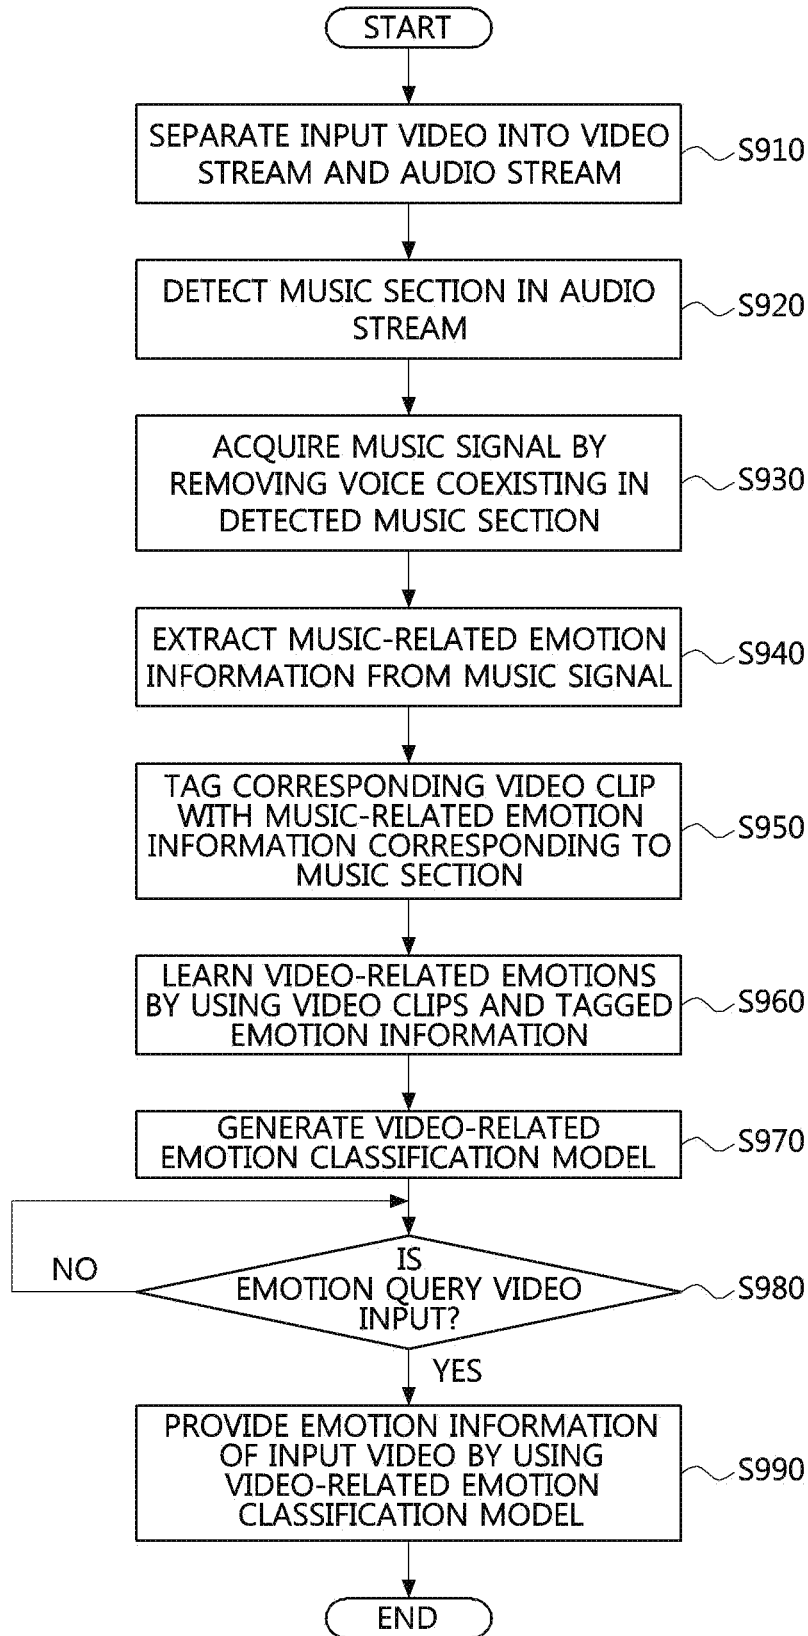 START
SEPARATE INPUT VIDEO INTO VIDEO
STREAM AND AUDIO STREAM
S910
DETECT MUSIC SECTION IN AUDIO
STREAM
S920
ACQUIRE MUSIC SIGNAL BY
REMOVING VOICE COEXISTING IN
DETECTED MUSIC SECTION
S930
EXTRACT MUSIC-RELATED EMOTION
INFORMATION FROM MUSIC SIGNAL
S940
TAG CORRESPONDING VIDEO CLIP
WITH MUSIC-RELATED EMOTION
INFORMATION CORRESPONDING TO
MUSIC SECTION
S950
LEARN VIDEO-RELATED EMOTIONS
BY USING VIDEO CLIPS AND TAGGED
EMOTION INFORMATION
S960
GENERATE VIDEO-RELATED
EMOTION CLASSIFICATION MODEL
S970
IS
EMOTION QUERY VIDEO
INPUT?
S980
NO
YES
PROVIDE EMOTION INFORMATION
OF INPUT VIDEO BY USING
VIDEO-RELATED EMOTION
CLASSIFICATION MODEL
S990
END